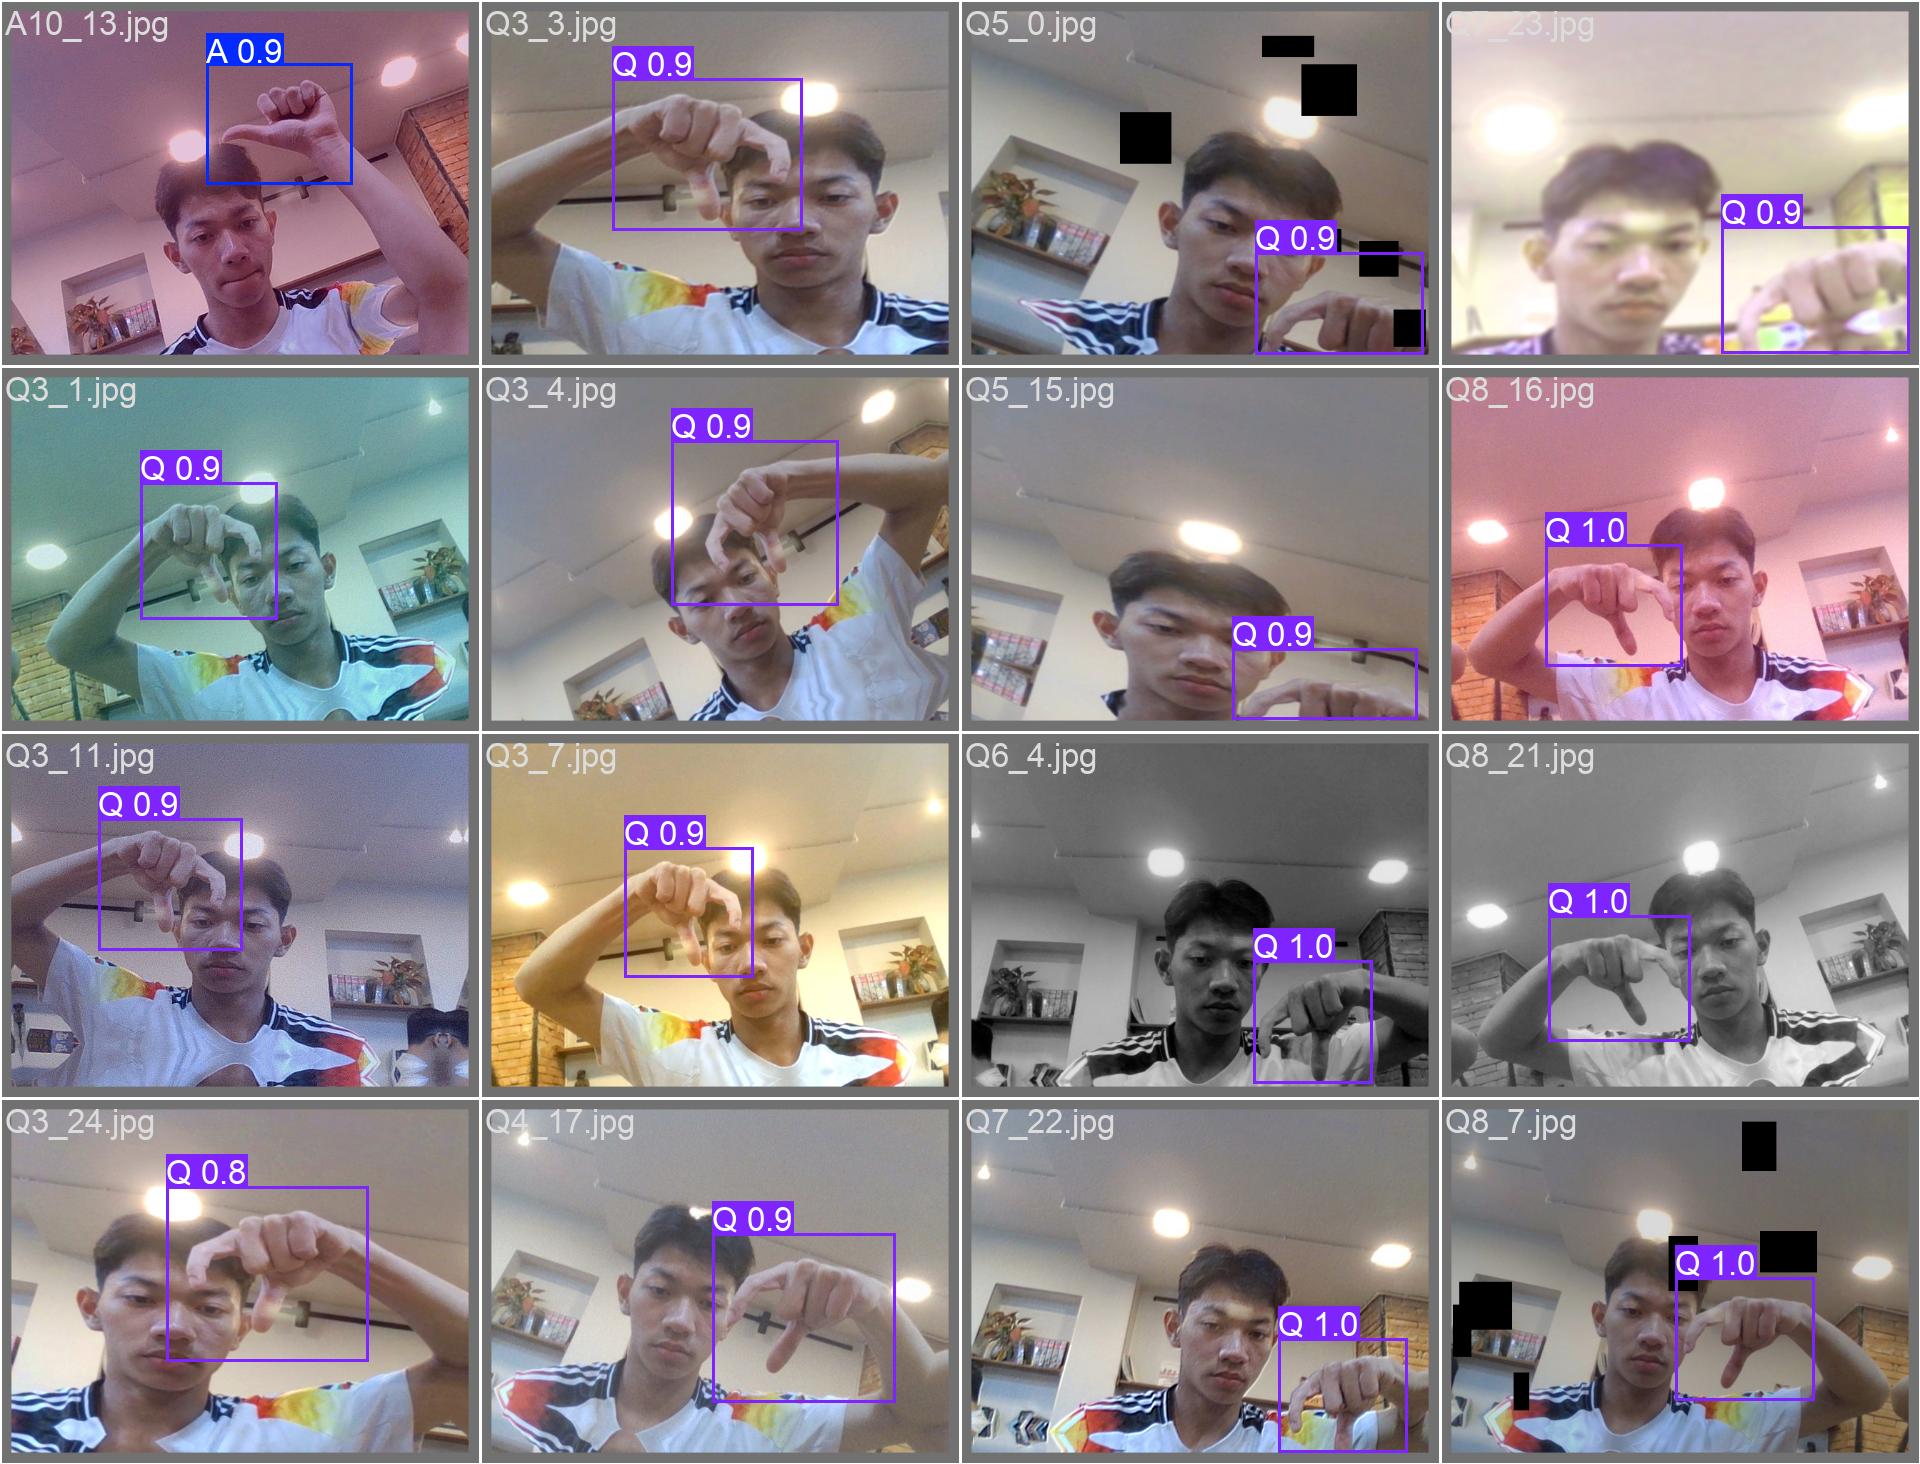 A10_13.jpg
A 0.9
Q3_3.jpg
Q 0.9
Q5_0.jpg
Q 0.9
Q7_23.jpg
Q 0.9
Q3_1.jpg
Q 0.9
Q3_4.jpg
Q 0.9
Q5_15.jpg
Q 0.9
Q8_16.jpg
Q 1.0
Q3_11.jpg
Q 0.9
Q3_7.jpg
Q 0.9
Q6_4.jpg
Q 1.0
Q8_21.jpg
Q 1.0
Q3_24.jpg
Q 0.8
Q4_17.jpg
Q 0.9
Q7_22.jpg
Q 1.0
Q8_7.jpg
Q 1.0